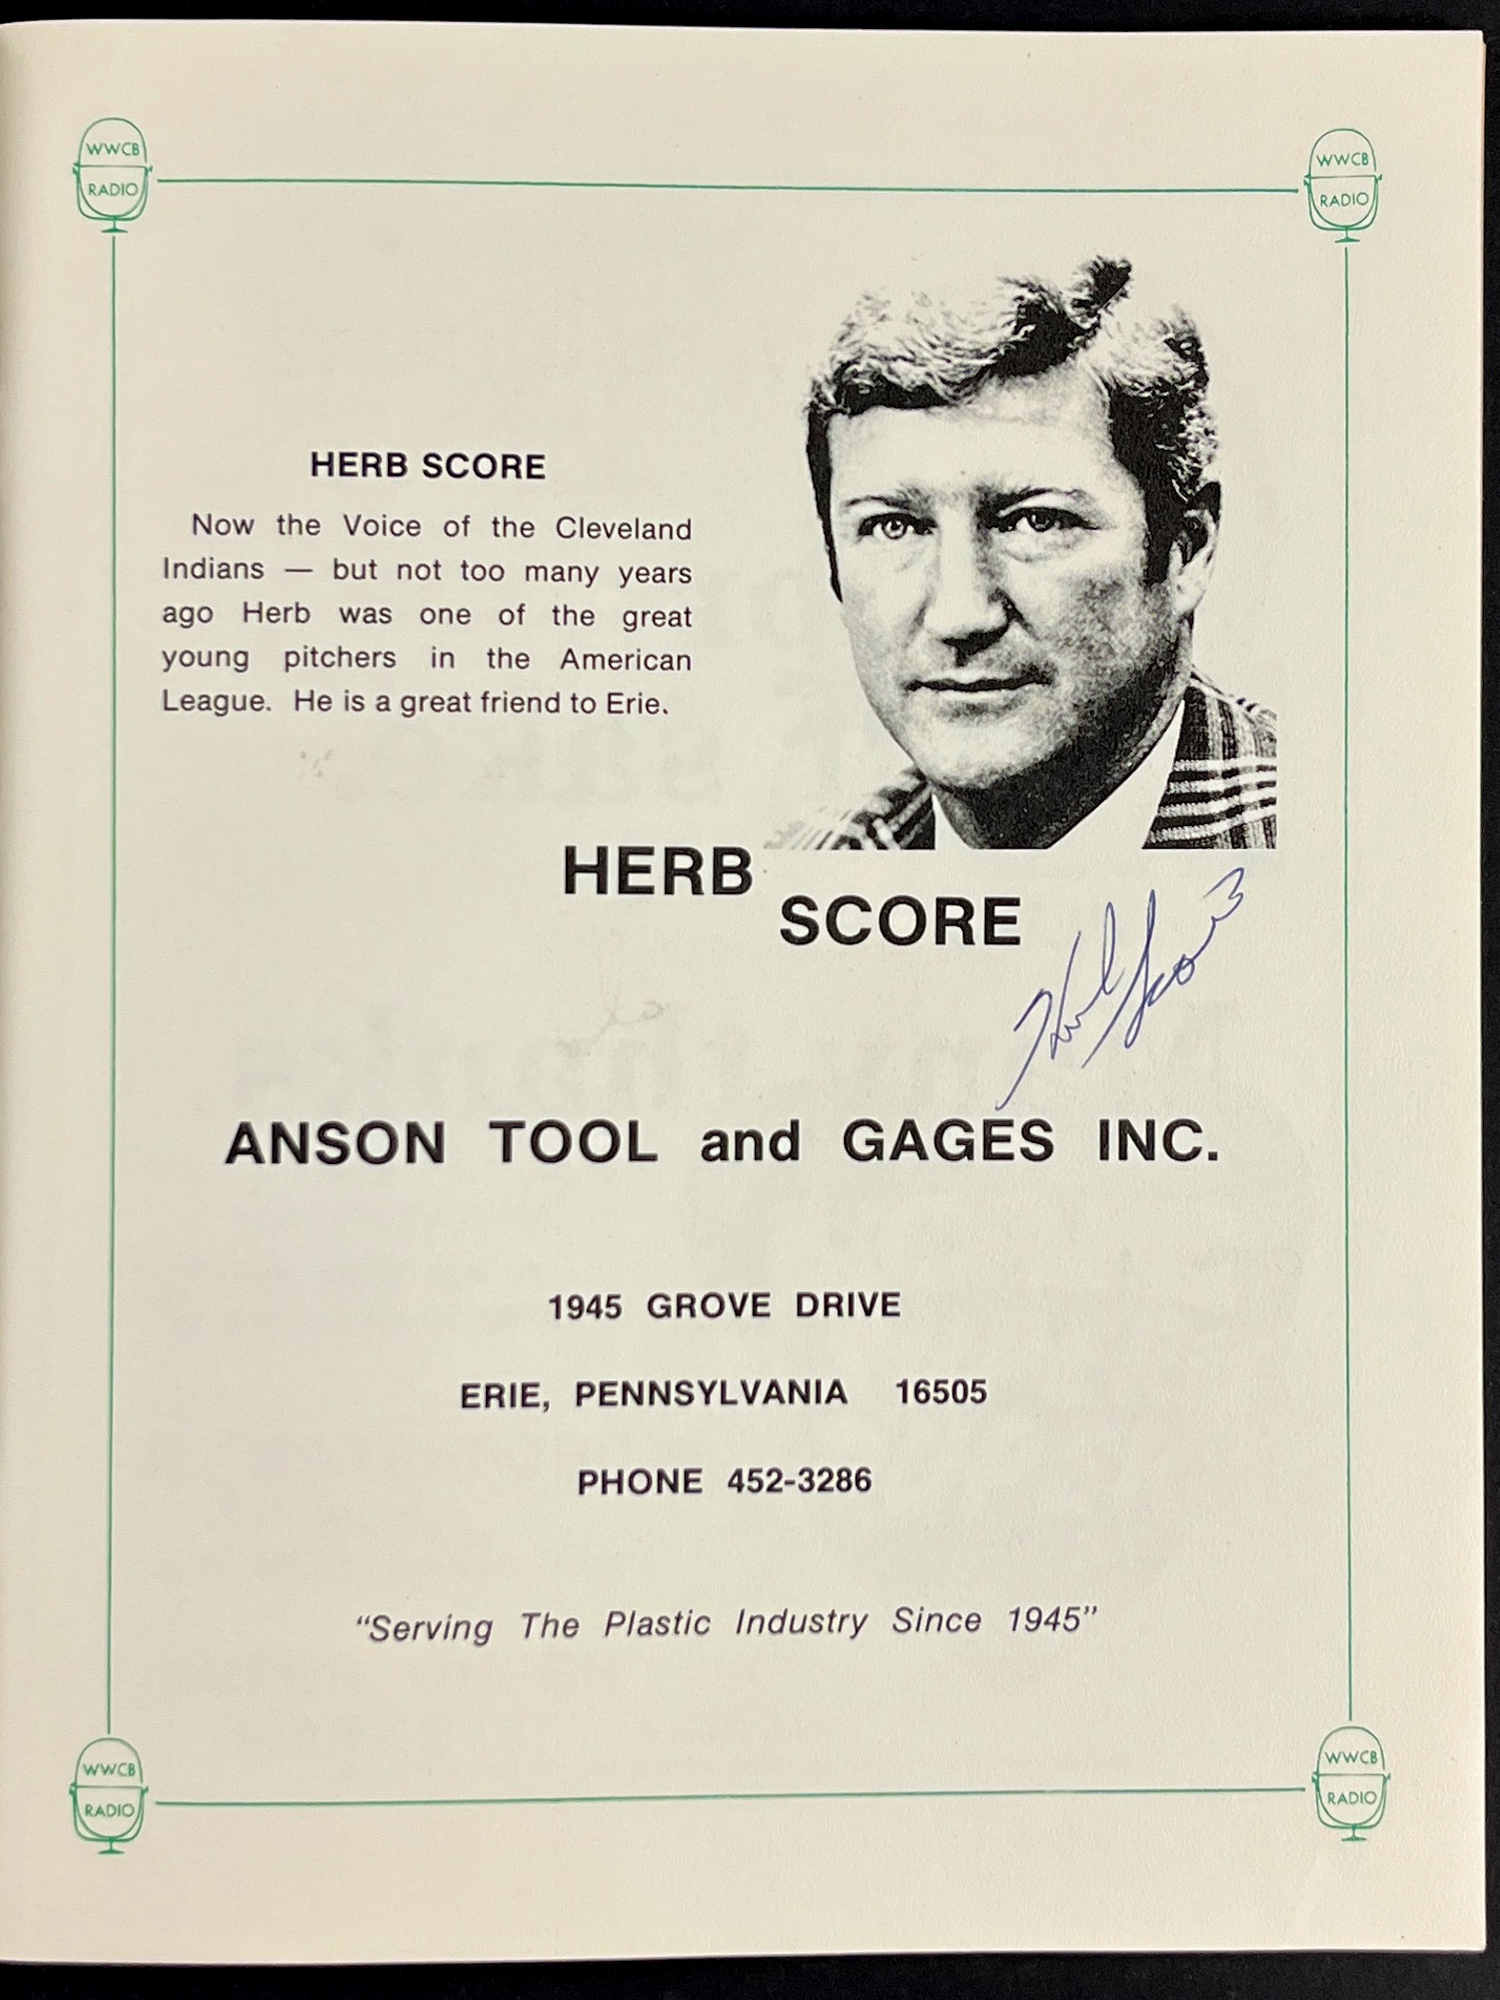 WWCB
RADIO
WWCB
RADIO
HERB SCORE
Now the Voice of the Cleveland
Indians — but not too many years
ago Herb was one of the great
young pitchers in the American
League. He is a great friend to Erie.
HERB
SCORE
Herb Score
ANSON TOOL and GAGES INC.
1945 GROVE DRIVE
ERIE, PENNSYLVANIA 16505
PHONE 452-3286
“Serving The Plastic Industry Since 1945”
WWCB
RADIO
WWCB
RADIO